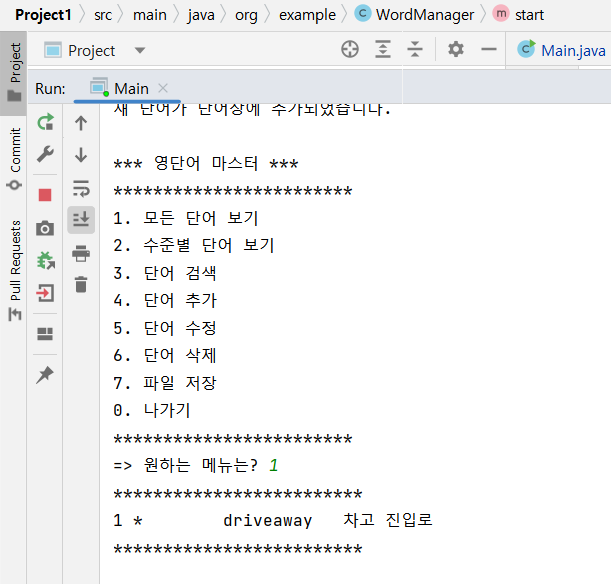 Project1 > src > main > java > org > example > WordManager > start
Project
Main.java
Project
Commit
Pull Requests
Run: Main
새 단어가 단어장에 추가되었습니다.
*** 영단어 마스터 ***
************************
1. 모든 단어 보기
2. 수준별 단어 보기
3. 단어 검색
4. 단어 추가
5. 단어 수정
6. 단어 삭제
7. 파일 저장
0. 나가기
************************
=> 원하는 메뉴는? 1
*************************
1 * driveaway 차고 진입로
*************************